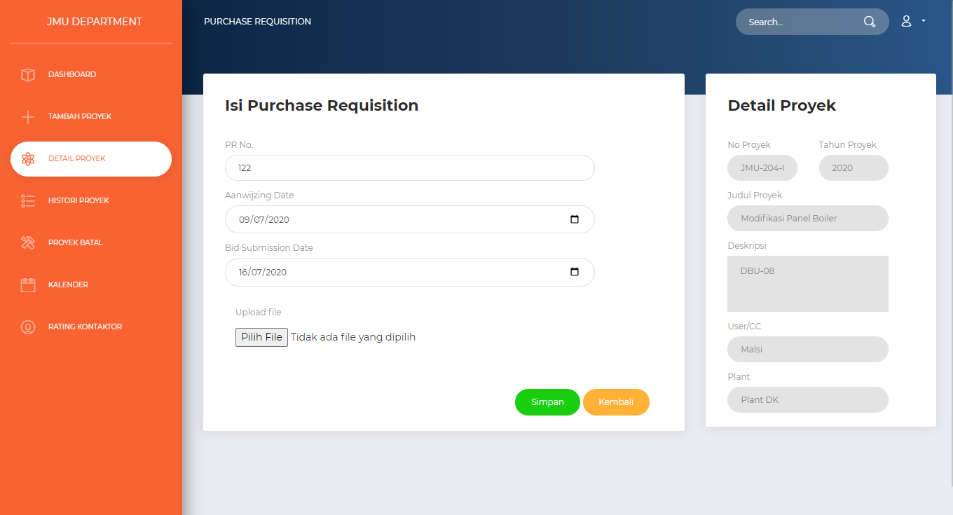 JMU DEPARTMENT
DASHBOARD
TAMBAH PROYEK
DETAIL PROYEK
HISTORI PROYEK
PROYEK BATAL
KALENDER
RATING KONTAKTOR
PURCHASE REQUISITION
Search...
Isi Purchase Requisition
PR No.
122
Aanwijzing Date
09/07/2020
Bid Submission Date
16/07/2020
Upload file
Pilih File Tidak ada file yang dipilih
Simpan Kembali
Detail Proyek
No Proyek Tahun Proyek
JMU-204-I 2020
Judul Proyek
Modifikasi Panel Boiler
Deskripsi
DBU-08
User/CC
Malsi
Plant
Plant DK